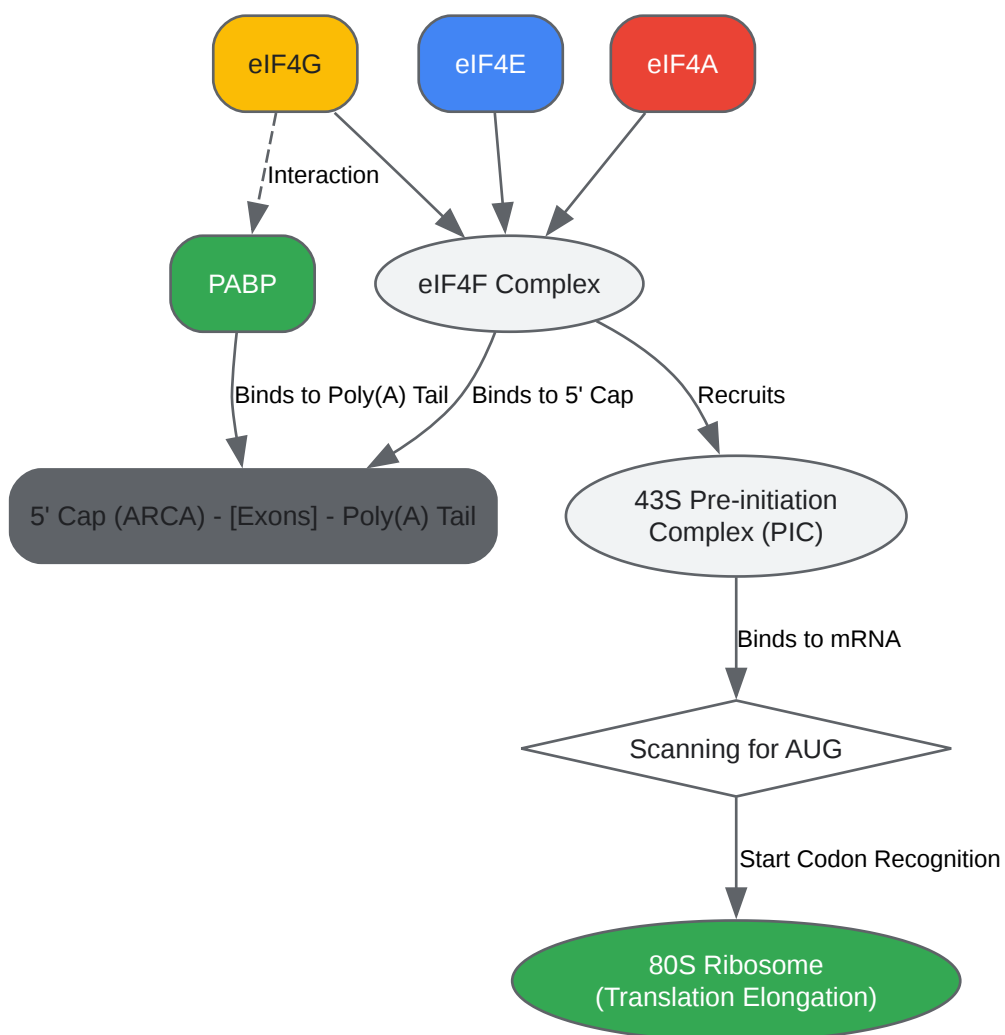 eIF4G
eIF4E
eIF4A
Interaction
PABP
eIF4F Complex
Binds to Poly(A) Tail
Binds to 5' Cap
Recruits
5' Cap (ARCA) - [Exons] - Poly(A) Tail
43S Pre-initiation
Complex (PIC)
Binds to mRNA
Scanning for AUG
Start Codon Recognition
80S Ribosome
(Translation Elongation)